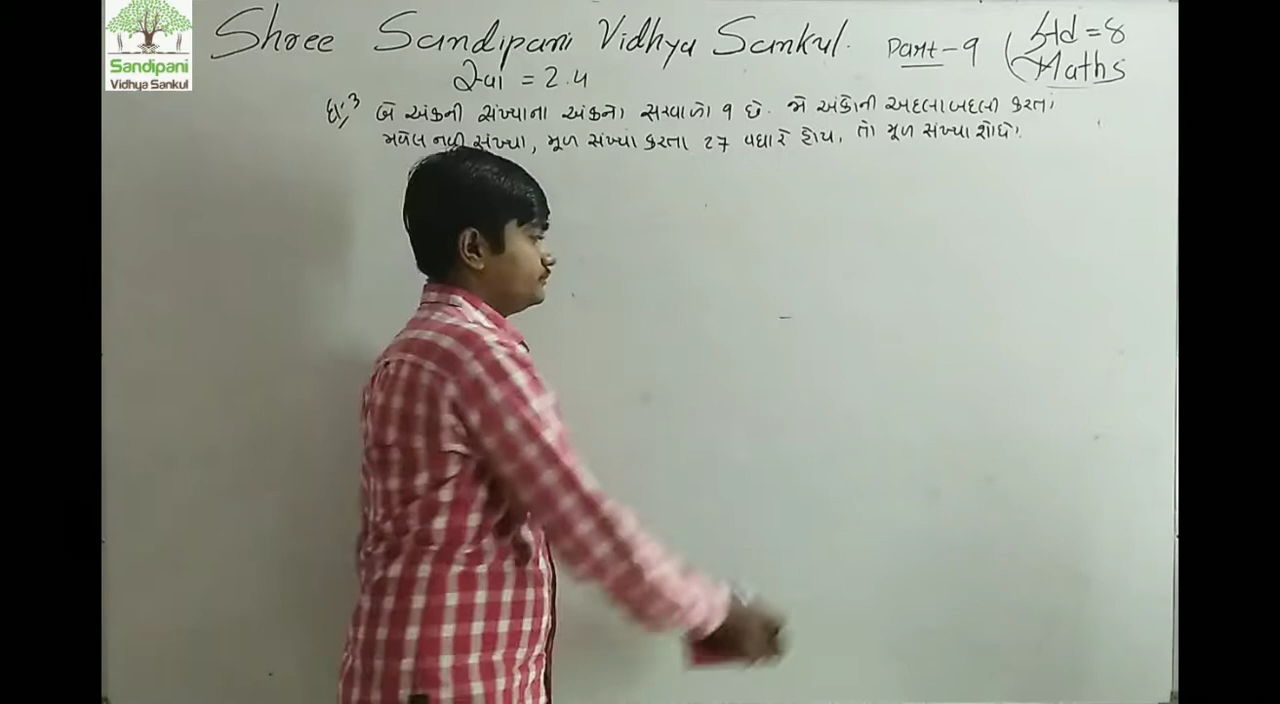 Sandipani
Vidhya Sankul
Shree Sandipani Vidhya Sankul. Part-9
Std = 8
Maths
સ્વા = 2.4
દા.3 બે અંકની સંખ્યાના અંકનો સરવાળો ૧ છે. જો અંકોની અદલાબદલી કરતા
મળેલ નવી સંખ્યા, મૂળ સંખ્યા કરતા 27 વધારે હોય, તો મૂળ સંખ્યા શોધો.